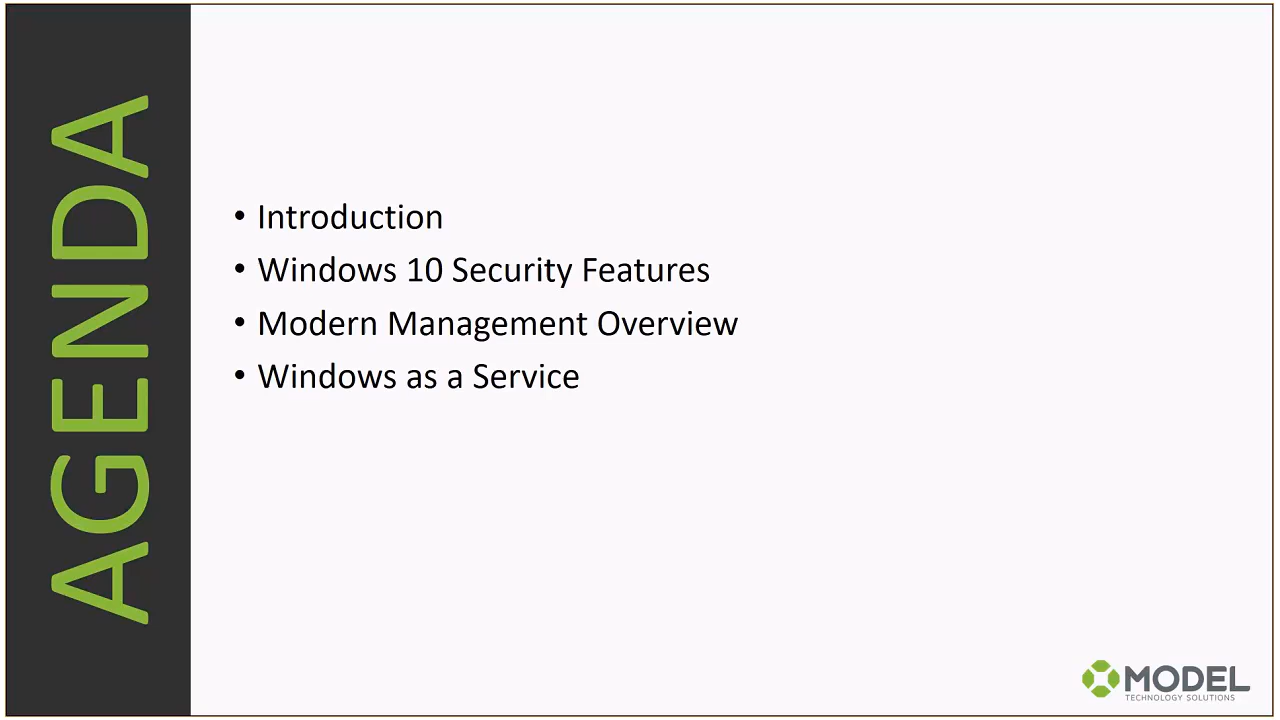 AGENDA
• Introduction
• Windows 10 Security Features
• Modern Management Overview
• Windows as a Service
MODEL
TECHNOLOGY SOLUTIONS